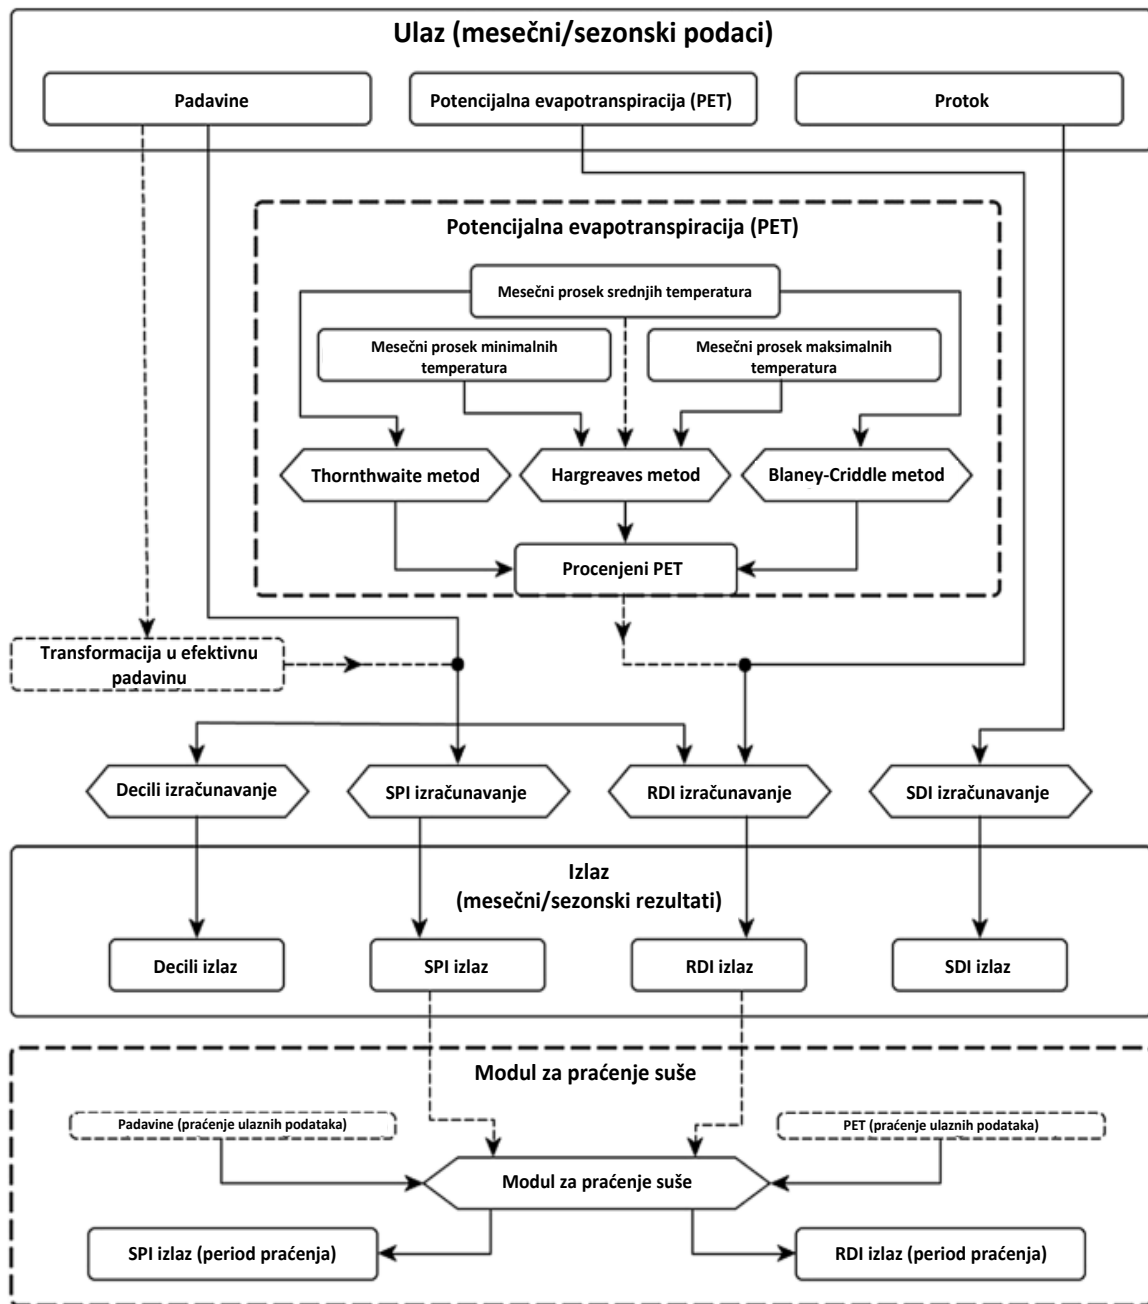 Ulaz (mesečni/sezonski podaci)
Padavine
Potencijalna evapotranspiracija (PET)
Protok
Potencijalna evapotranspiracija (PET)
Mesečni prosek srednjih temperatura
Mesečni prosek minimalnih
temperatura
Mesečni prosek maksimalnih
temperatura
Thornthwaite metod
Hargreaves metod
Blaney-Criddle metod
Procenjeni PET
Transformacija u efektivnu
padavinu
Decili izračunavanje
SPI izračunavanje
RDI izračunavanje
SDI izračunavanje
Izlaz
(mesečni/sezonski rezultati)
Decili izlaz
SPI izlaz
RDI izlaz
SDI izlaz
Modul za praćenje suše
Padavine (praćenje ulaznih podataka)
PET (praćenje ulaznih podataka)
Modul za praćenje suše
SPI izlaz (period praćenja)
RDI izlaz (period praćenja)